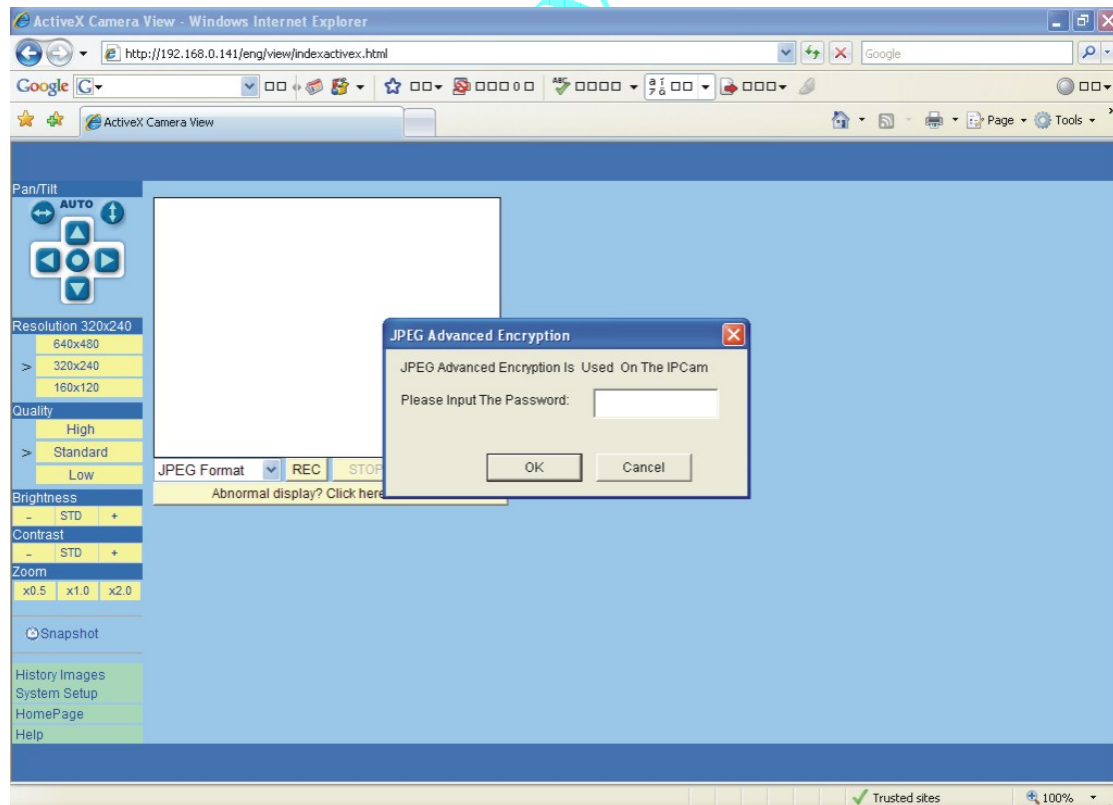 ActiveX Camera View - Windows Internet Explorer
http://192.168.0.141/eng/view/indexactivex.html
Google
Google
ActiveX Camera View
Page
Tools
Pan/Tilt
AUTO
Resolution 320x240
640x480
> 320x240
160x120
Quality
High
> Standard
Low
Brightness
- STD +
Contrast
- STD +
Zoom
x0.5 x1.0 x2.0
Snapshot
History Images
System Setup
HomePage
Help
JPEG Format REC STOP
Abnormal display? Click here
JPEG Advanced Encryption
JPEG Advanced Encryption Is Used On The IPCam
Please Input The Password:
OK Cancel
Trusted sites 100%